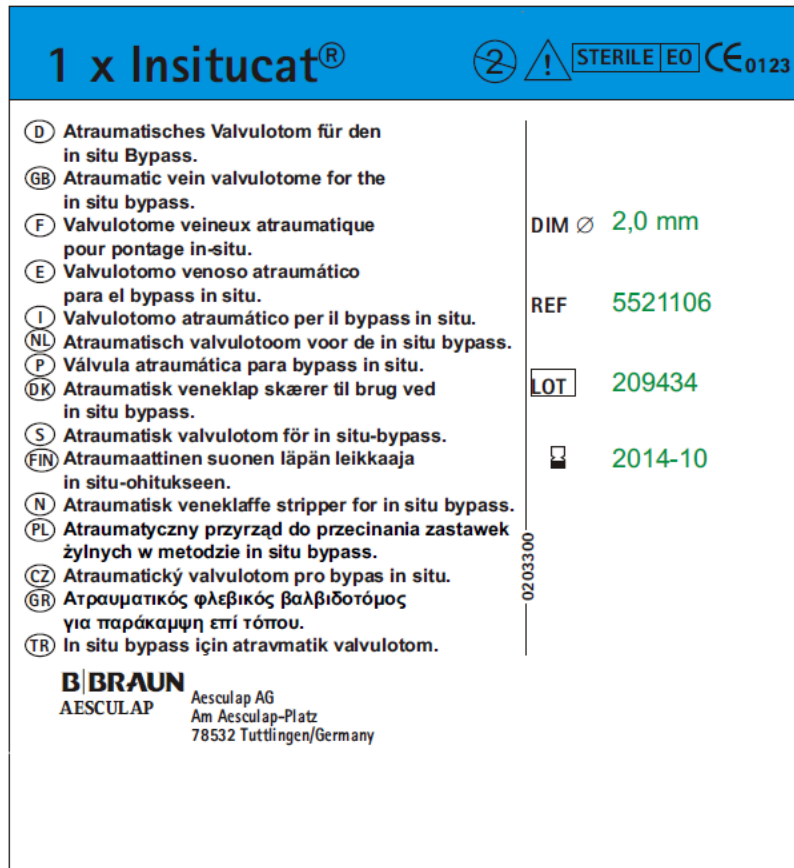 1 x Insitucat®
2 STERILE EO CE 0123
D Atraumatisches Valvulotom für den
in situ Bypass.
GB Atraumatic vein valvulotome for the
in situ bypass.
F Valvulotome veineux atraumatique
pour pontage in-situ.
E Valvulotomo venoso atraumático
para el bypass in situ.
I Valvulotomo atraumático per il bypass in situ.
NL Atraumatisch valvulotoom voor de in situ bypass.
P Válvula atraumática para bypass in situ.
DK Atraumatisk veneklap skærer til brug ved
in situ bypass.
S Atraumatisk valvulotom för in situ-bypass.
FIN Atraumaattinen suonen läpän leikkaaja
in situ-ohitukseen.
N Atraumatisk veneklaffe stripper for in situ bypass.
PL Atraumatyczny przyrząd do przecinania zastawek
żylnych w metodzie in situ bypass.
CZ Atraumatický valvulotom pro bypas in situ.
GR Ατραυματικός φλεβικός βαλβιδοτόμος
για παράκαμψη επί τόπου.
TR In situ bypass için atravmatik valvulotom.
DIM ∅ 2,0 mm
REF 5521106
LOT 209434
2014-10
0203300
B|BRAUN
AESCULAP
Aesculap AG
Am Aesculap-Platz
78532 Tuttlingen/Germany